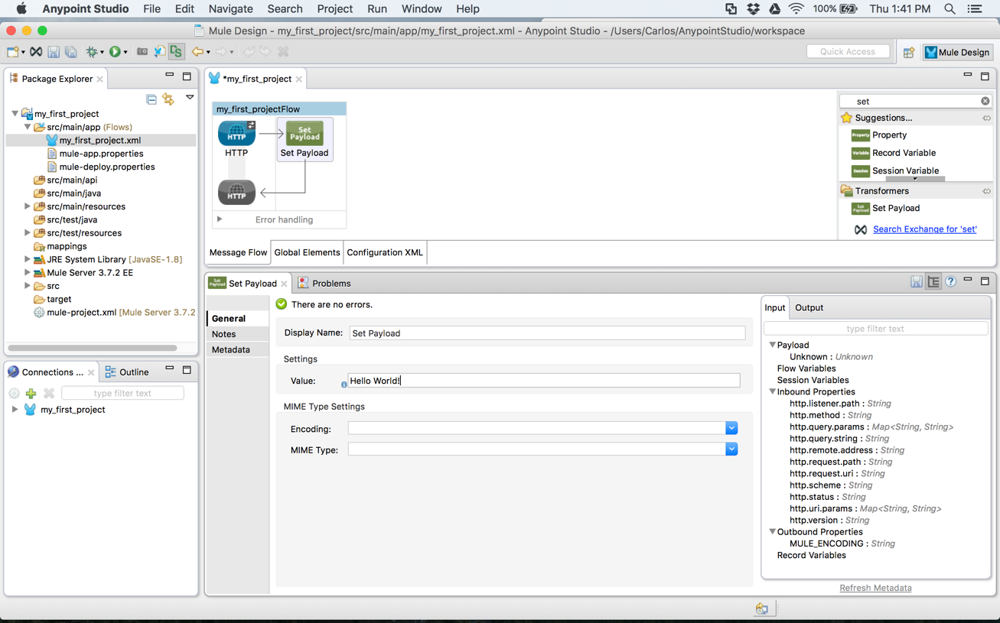 Anypoint Studio File Edit Navigate Search Project Run Window Help 100% Thu 1:41 PM
Mule Design - my_first_project/src/main/app/my_first_project.xml - Anypoint Studio - /Users/Carlos/AnypointStudio/workspace
Quick Access Mule Design
Package Explorer
my_first_project
src/main/app (Flows)
my_first_project.xml
mule-app.properties
mule-deploy.properties
src/main/api
src/main/java
src/main/resources
src/test/java
src/test/resources
mappings
JRE System Library [JavaSE-1.8]
Mule Server 3.7.2 EE
src
target
mule-project.xml [Mule Server 3.7.2
Connections ... Outline
type filter text
my_first_project
*my_first_project
my_first_projectFlow
HTTP
HTTP
Set
Payload
Set Payload
HTTP
Error handling
Message Flow Global Elements Configuration XML
set
Suggestions...
Property Property
Variable Record Variable
Session Session Variable
Transformers
Set Payload Set Payload
Search Exchange for 'set'
Set Payload Set Payload Problems
There are no errors.
General
Notes
Metadata
Display Name: Set Payload
Settings
Value: Hello World!
MIME Type Settings
Encoding:
MIME Type:
Input Output
type filter text
Payload
Unknown : Unknown
Flow Variables
Session Variables
Inbound Properties
http.listener.path : String
http.method : String
http.query.params : Map<String, String>
http.query.string : String
http.remote.address : String
http.request.path : String
http.request.uri : String
http.scheme : String
http.status : String
http.uri.params : Map<String, String>
http.version : String
Outbound Properties
MULE_ENCODING : String
Record Variables
Refresh Metadata